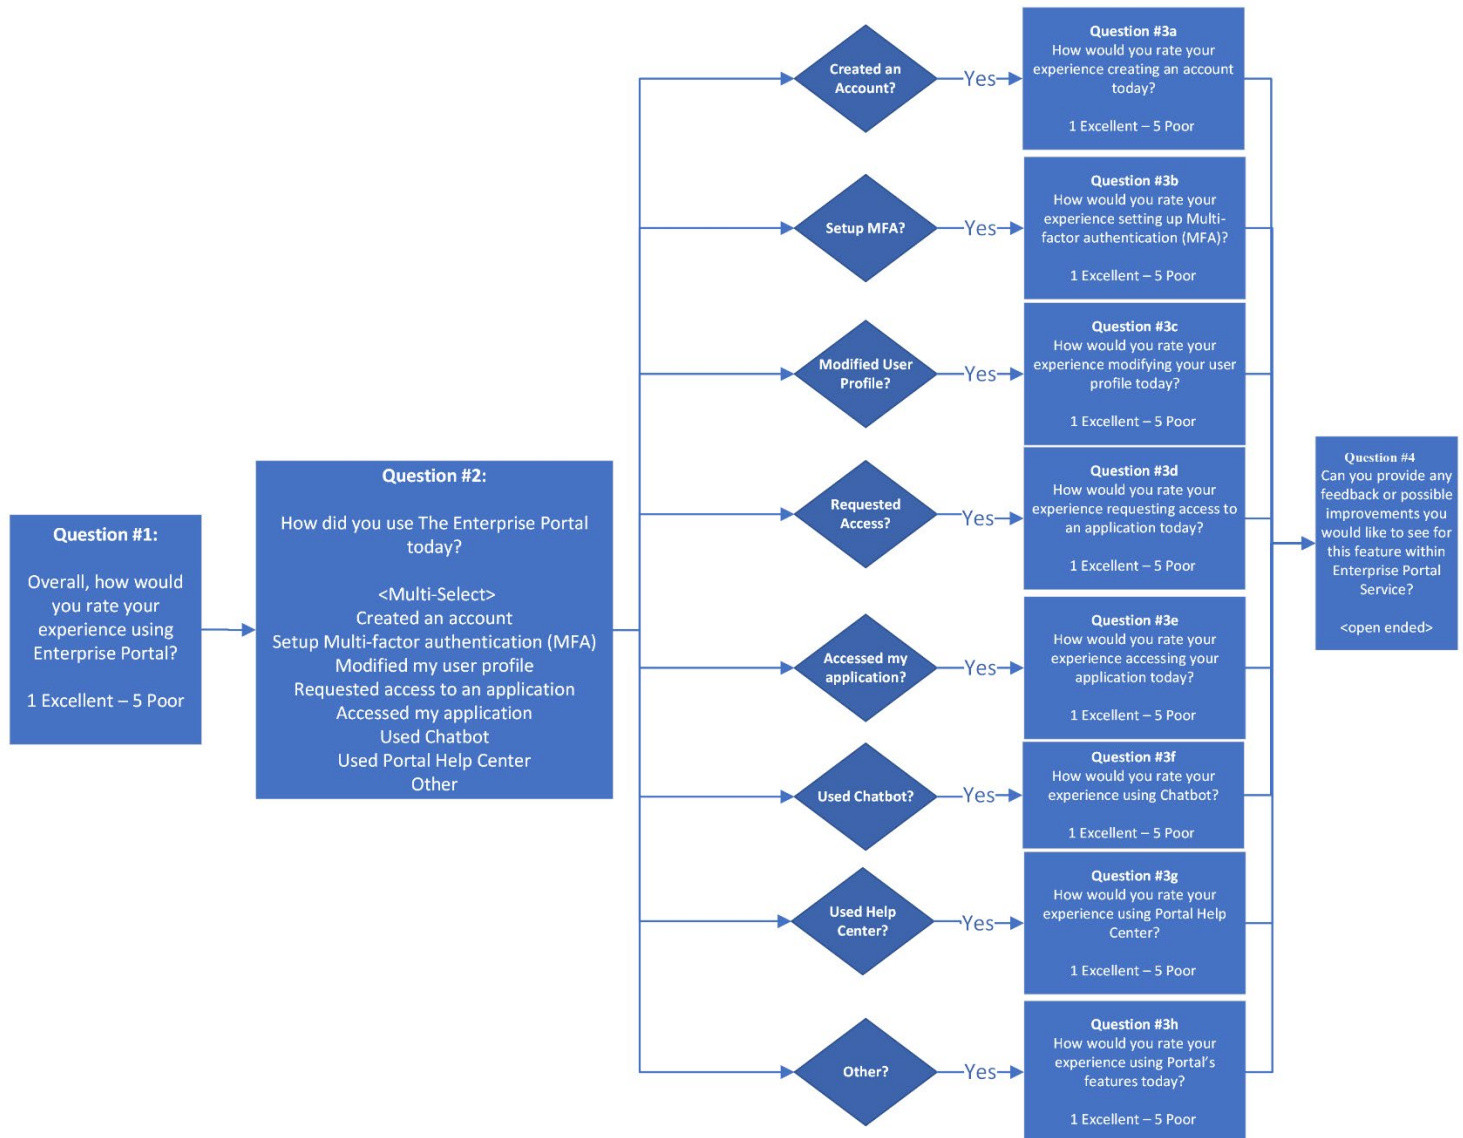 Question #1:
Overall, how would
you rate your
experience using
Enterprise Portal?
1 Excellent – 5 Poor
Question #2:
How did you use The Enterprise Portal
today?
<Multi-Select>
Created an account
Setup Multi-factor authentication (MFA)
Modified my user profile
Requested access to an application
Accessed my application
Used Chatbot
Used Portal Help Center
Other
Created an
Account?
Yes
Question #3a
How would you rate your
experience creating an account
today?
1 Excellent – 5 Poor
Setup MFA?
Yes
Question #3b
How would you rate your
experience setting up Multi-
factor authentication (MFA)?
1 Excellent – 5 Poor
Modified User
Profile?
Yes
Question #3c
How would you rate your
experience modifying your user
profile today?
1 Excellent – 5 Poor
Requested
Access?
Yes
Question #3d
How would you rate your
experience requesting access to
an application today?
1 Excellent – 5 Poor
Accessed my
application?
Yes
Question #3e
How would you rate your
experience accessing your
application today?
1 Excellent – 5 Poor
Used Chatbot?
Yes
Question #3f
How would you rate your
experience using Chatbot?
1 Excellent – 5 Poor
Used Help
Center?
Yes
Question #3g
How would you rate your
experience using Portal Help
Center?
1 Excellent – 5 Poor
Other?
Yes
Question #3h
How would you rate your
experience using Portal's
features today?
1 Excellent – 5 Poor
Question #4
Can you provide any
feedback or possible
improvements you
would like to see for
this feature within
Enterprise Portal
Service?
<open ended>